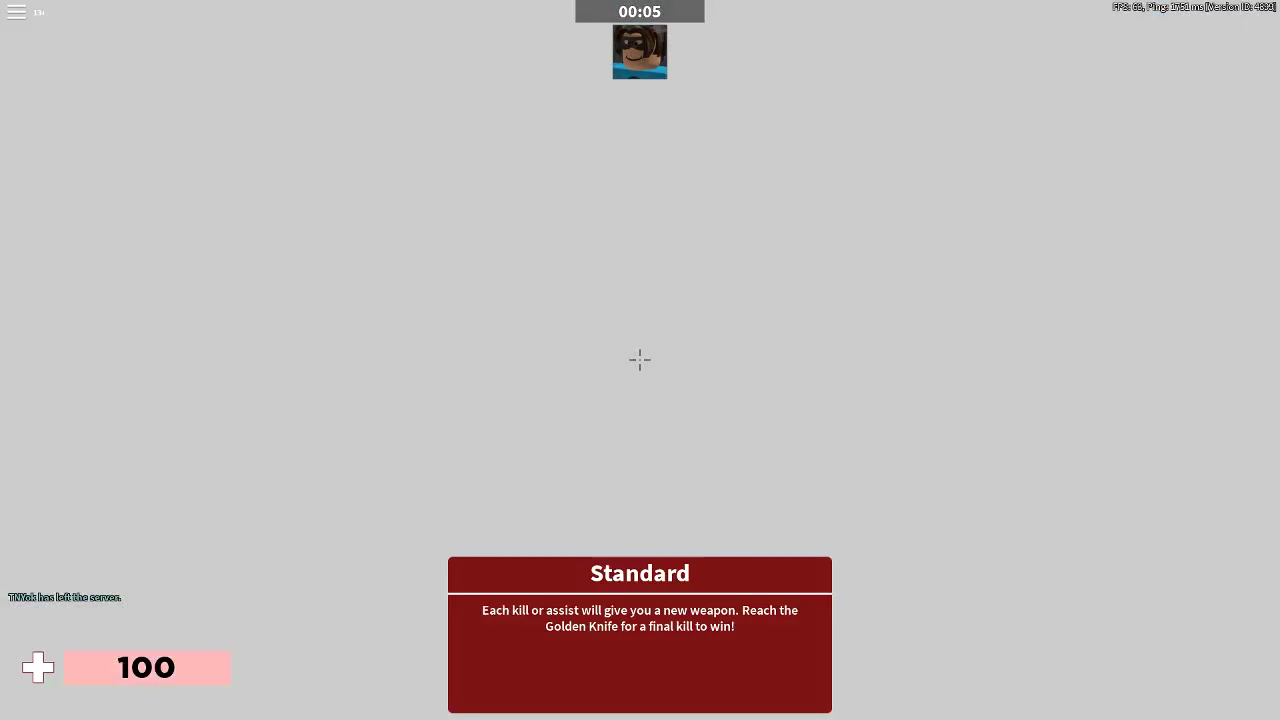 13+
00:05
TNYok has left the server.
100
Standard
Each kill or assist will give you a new weapon. Reach the
Golden Knife for a final kill to win!